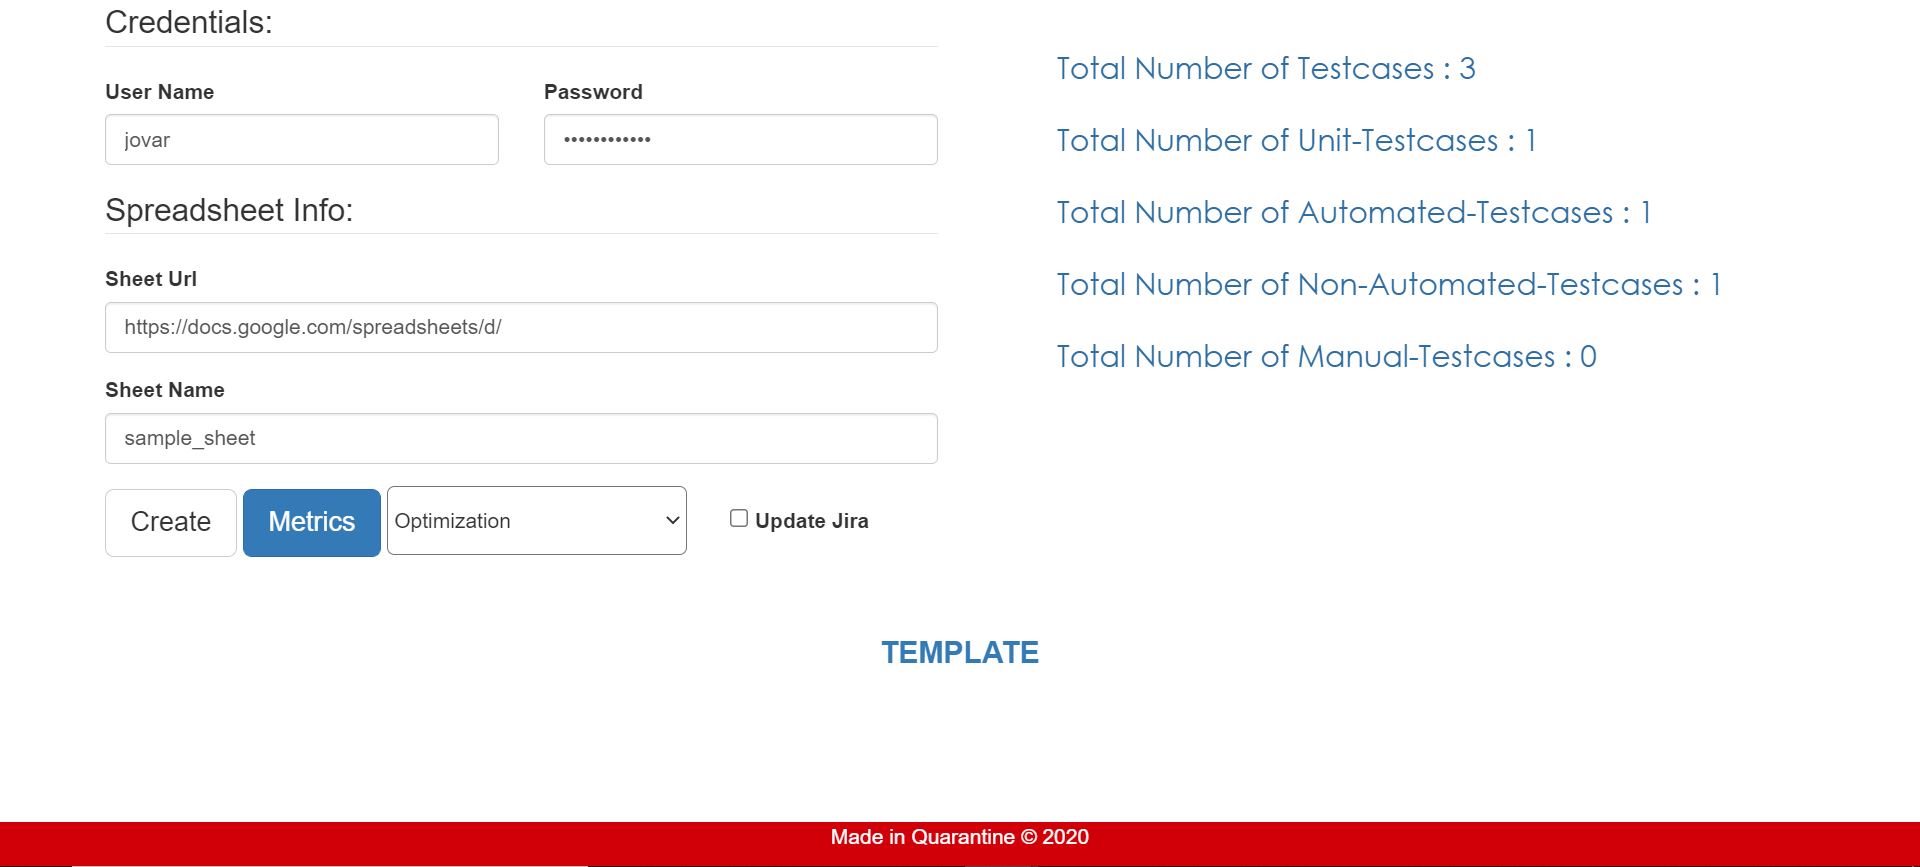 Credentials:
User Name
Password
jovar
••••••••••••
Spreadsheet Info:
Sheet Url
https://docs.google.com/spreadsheets/d/
Sheet Name
sample_sheet
Create
Metrics
Optimization
Update Jira
Total Number of Testcases : 3
Total Number of Unit-Testcases : 1
Total Number of Automated-Testcases : 1
Total Number of Non-Automated-Testcases : 1
Total Number of Manual-Testcases : 0
TEMPLATE
Made in Quarantine © 2020